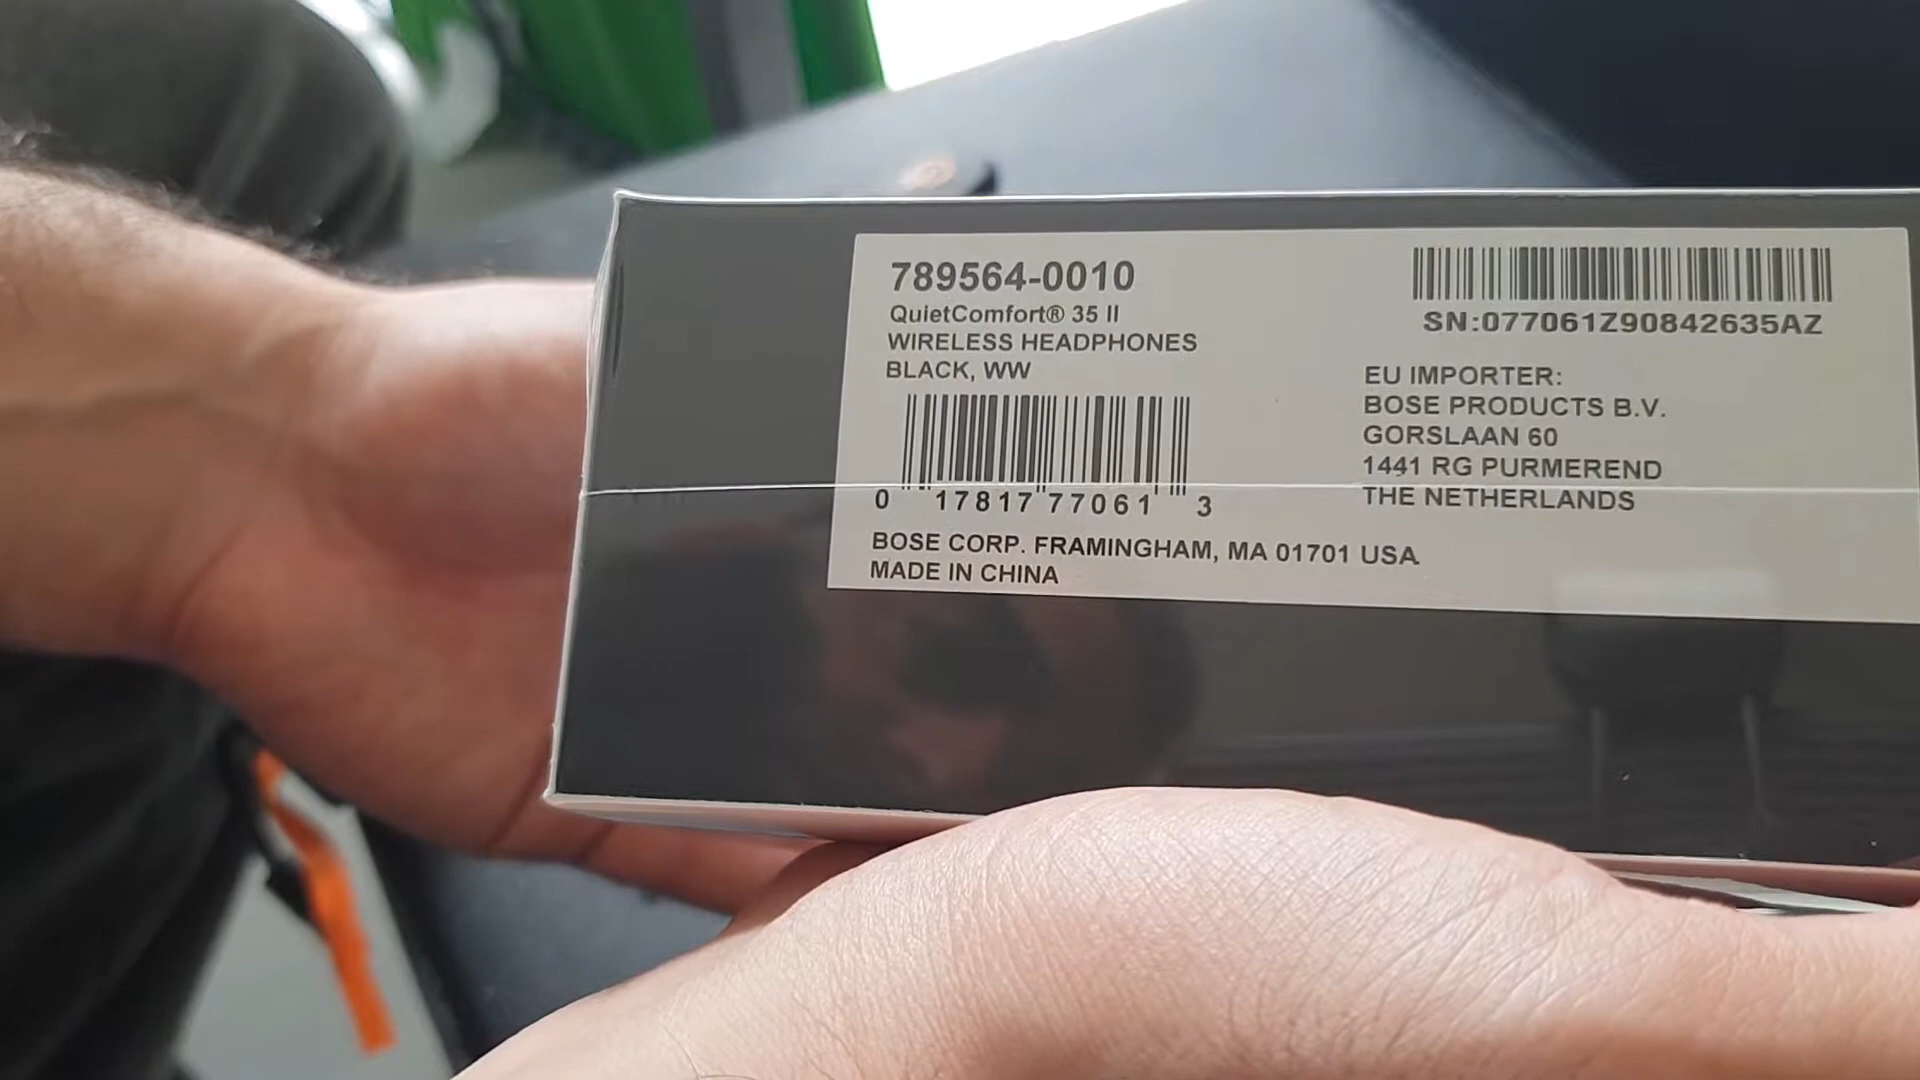 789564-0010
QuietComfort® 35 II
WIRELESS HEADPHONES
BLACK, WW
0 17817 77061 3
BOSE CORP. FRAMINGHAM, MA 01701 USA
MADE IN CHINA
SN:077061Z90842635AZ
EU IMPORTER:
BOSE PRODUCTS B.V.
GORSLAAN 60
1441 RG PURMEREND
THE NETHERLANDS